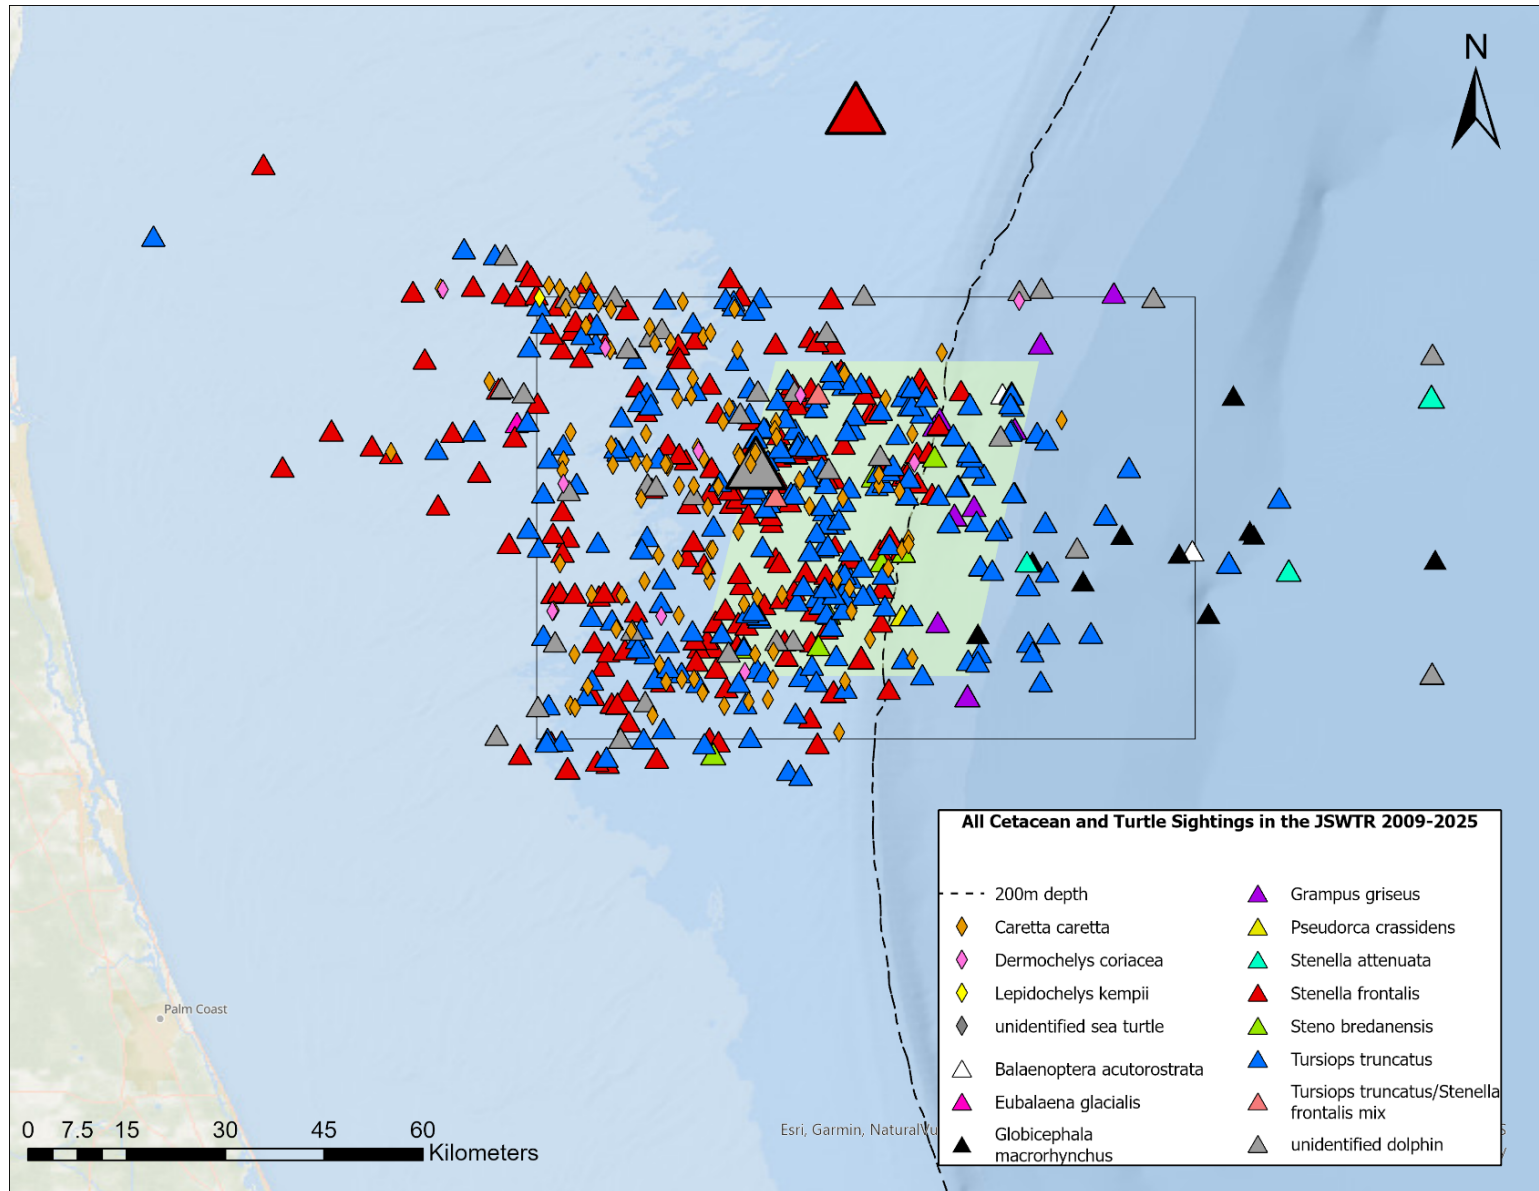 N
All Cetacean and Turtle Sightings in the JSWTR 2009-2025
200m depth
Caretta caretta
Dermochelys coriacea
Lepidochelys kempii
unidentified sea turtle
Balaenoptera acutorostrata
Eubalaena glacialis
Globicephala
macrorhynchus
Grampus griseus
Pseudorca crassidens
Stenella attenuata
Stenella frontalis
Steno bredanensis
Tursiops truncatus
Tursiops truncatus/Stenella
frontalis mix
unidentified dolphin
Palm Coast
0 7.5 15 30 45 60
Kilometers
Esri, Garmin,